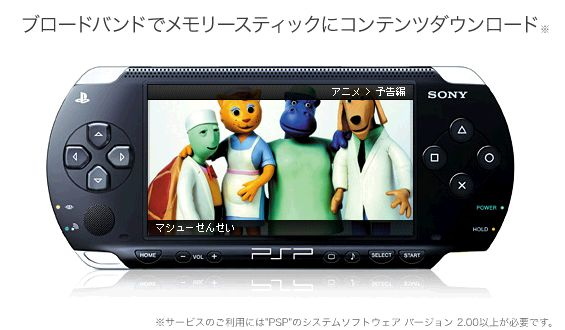 ブロードバンドでメモリースティックにコンテンツダウンロード※
アニメ > 予告編
SONY
マシューせんせい
POWER
HOLD
HOME
− VOL +
PSP
SELECT
START
※サービスのご利用には"PSP"のシステムソフトウェア バージョン 2.00以上が必要です。